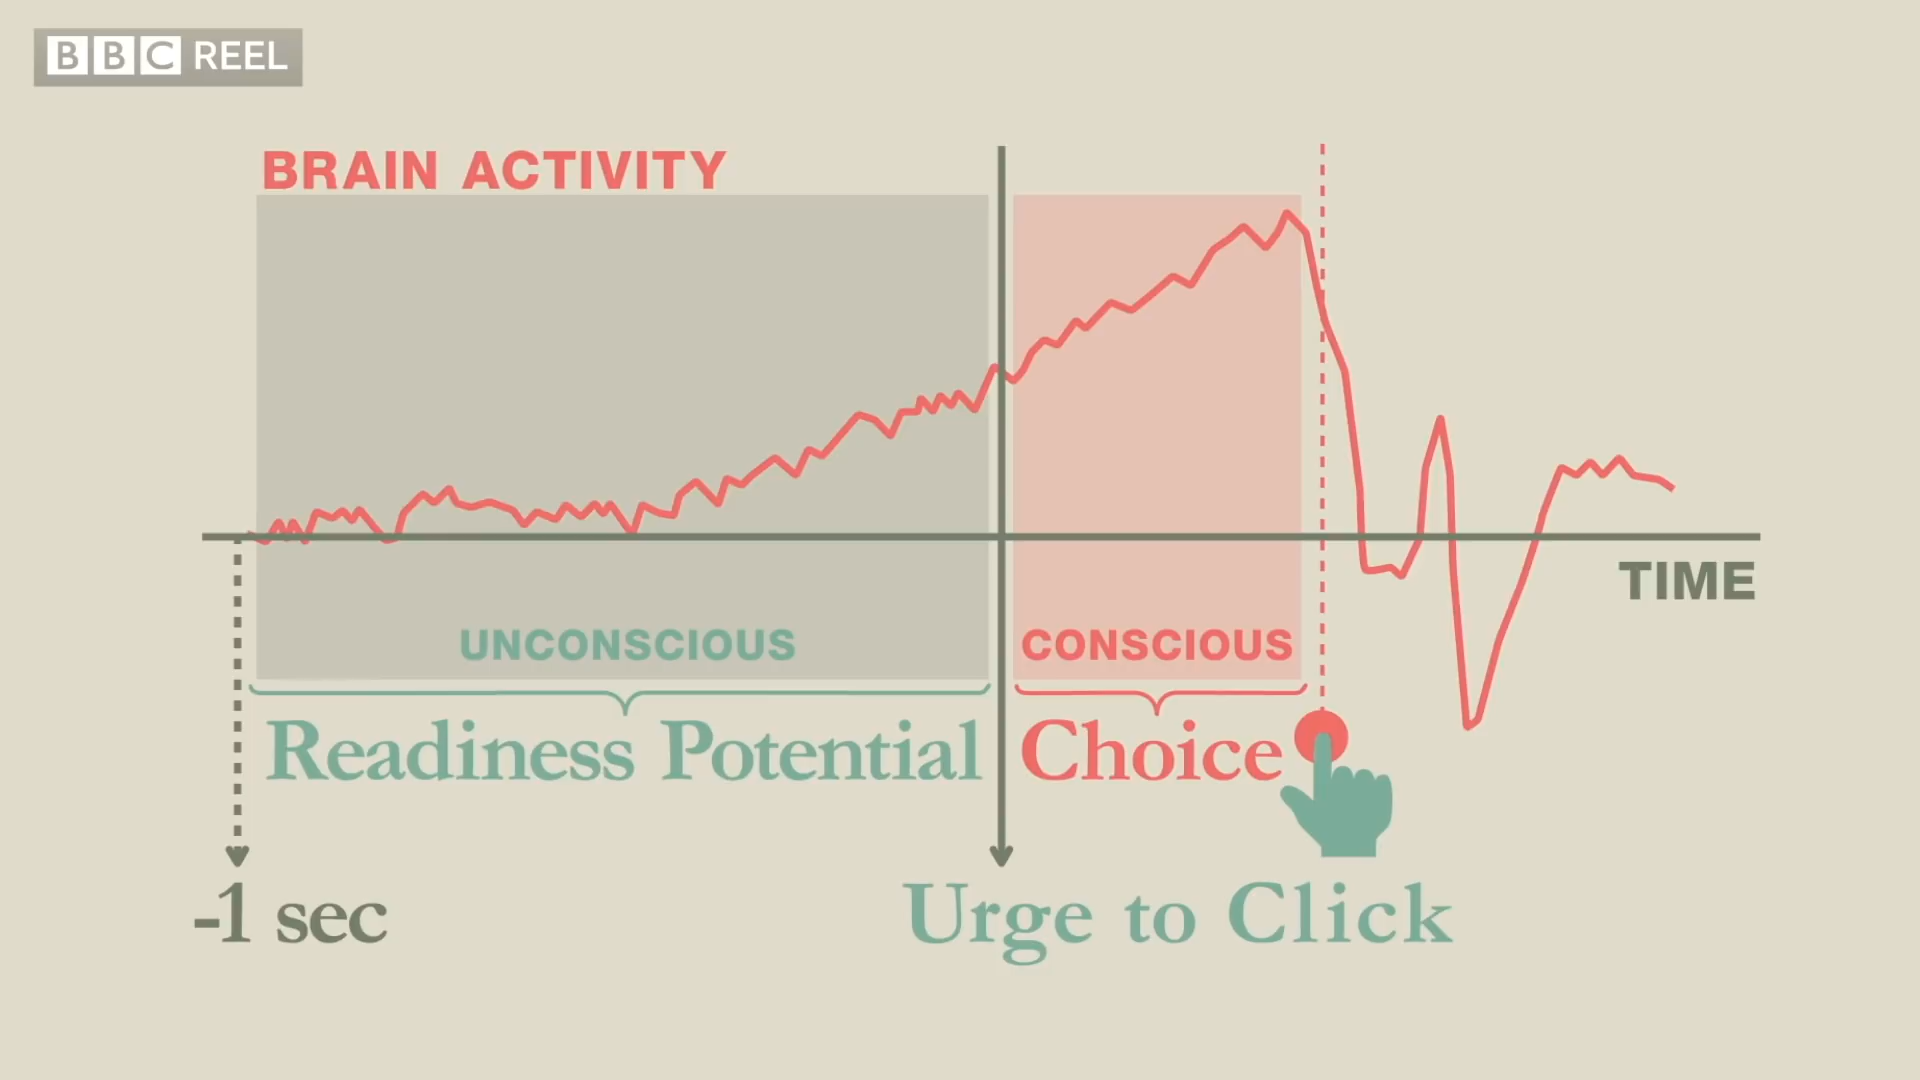 BBC REEL
BRAIN ACTIVITY
TIME
UNCONSCIOUS
CONSCIOUS
Readiness Potential
Choice
-1 sec
Urge to Click